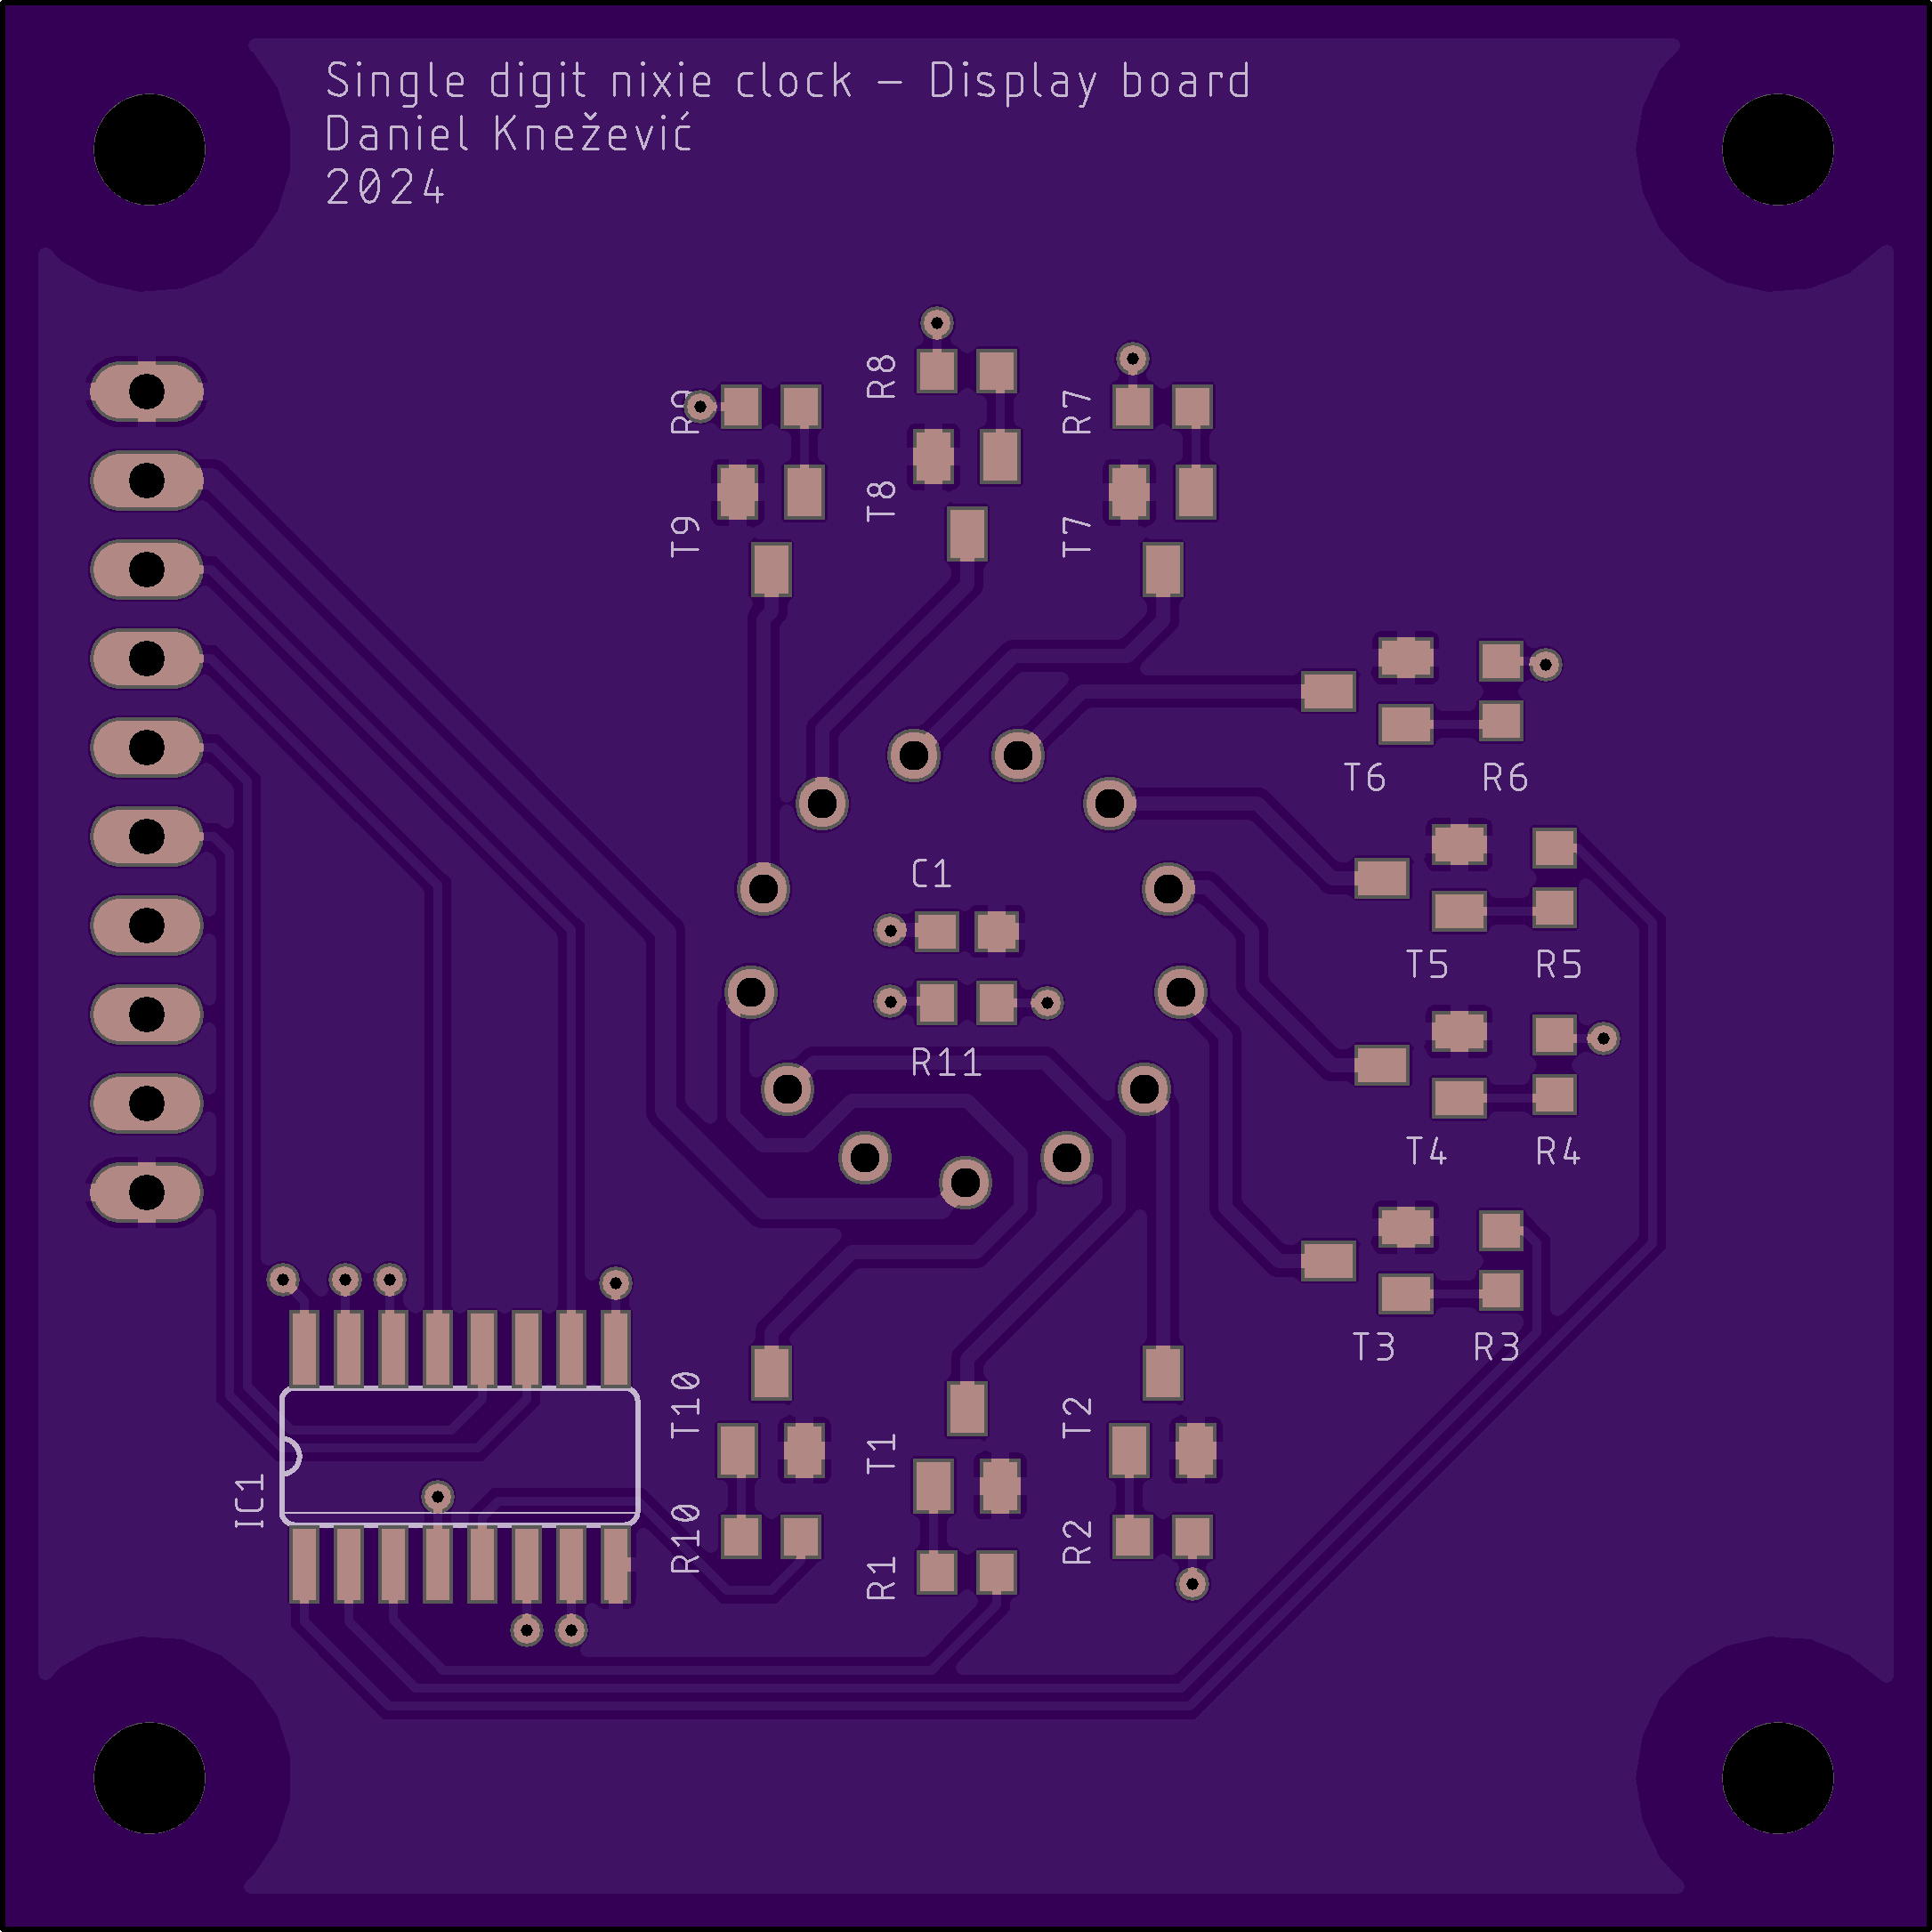 Single digit nixie clock – Display board
Daniel Knežević
2024
R8
R9
R7
T8
T9
T7
T6
R6
C1
T5
R5
R11
T4
R4
T3
R3
T10
T2
T1
IC1
R10
R2
R1